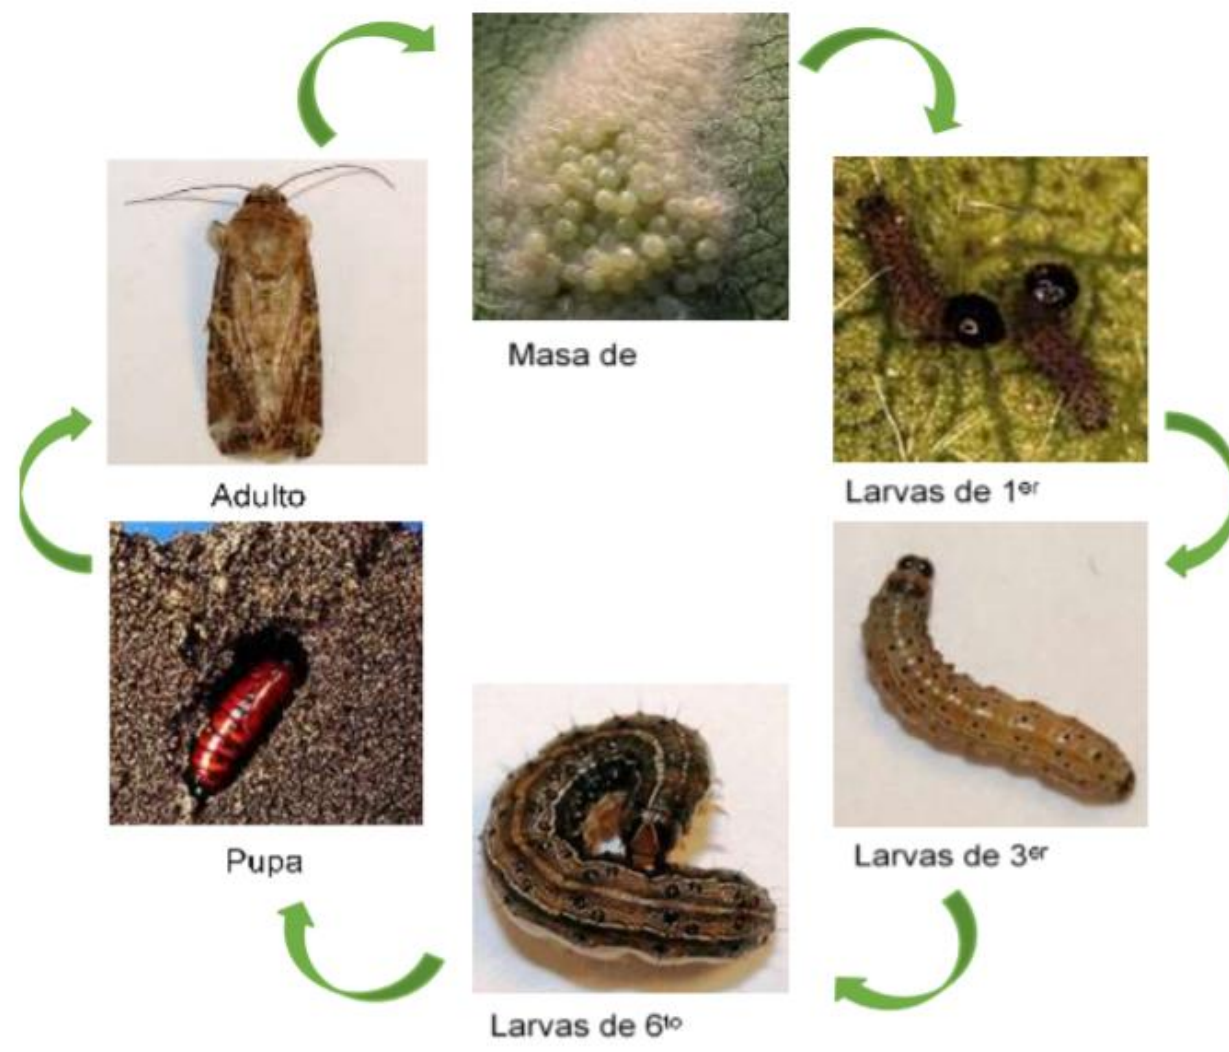 Masa de
Larvas de 1er
Larvas de 3er
Larvas de 6to
Pupa
Adulto